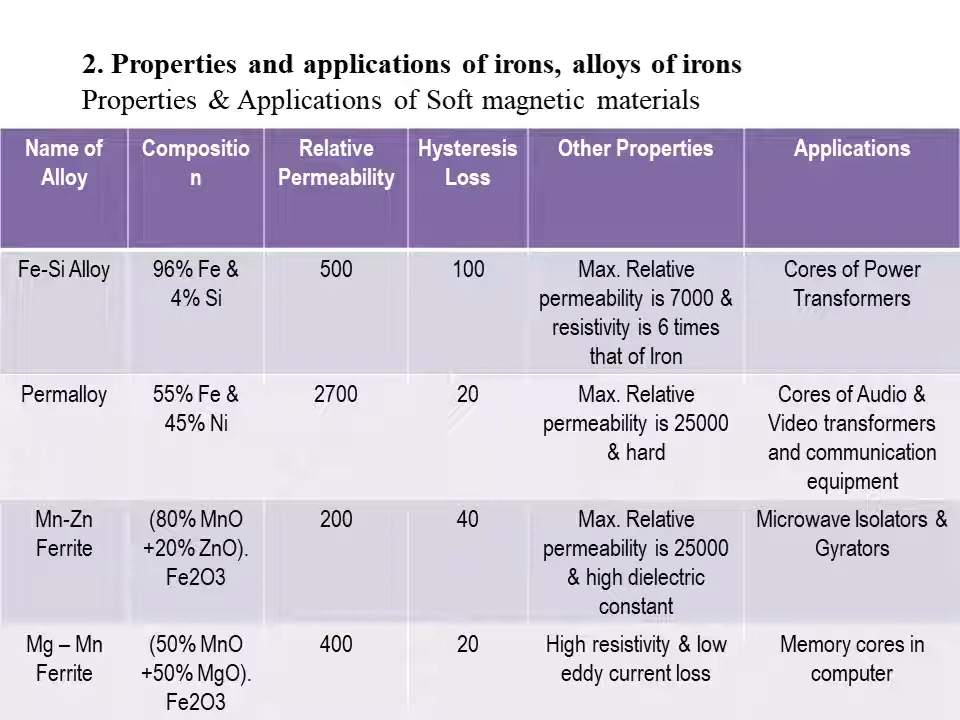 2. Properties and applications of irons, alloys of irons
Properties & Applications of Soft magnetic materials
Name of
Alloy
Compositio
n
Relative
Permeability
Hysteresis
Loss
Other Properties
Applications
Fe-Si Alloy
96% Fe &
4% Si
500
100
Max. Relative
permeability is 7000 &
resistivity is 6 times
that of Iron
Cores of Power
Transformers
Permalloy
55% Fe &
45% Ni
2700
20
Max. Relative
permeability is 25000
& hard
Cores of Audio &
Video transformers
and communication
equipment
Mn-Zn
Ferrite
(80% MnO
+20% ZnO).
Fe2O3
200
40
Max. Relative
permeability is 25000
& high dielectric
constant
Microwave Isolators &
Gyrators
Mg – Mn
Ferrite
(50% MnO
+50% MgO).
Fe2O3
400
20
High resistivity & low
eddy current loss
Memory cores in
computer